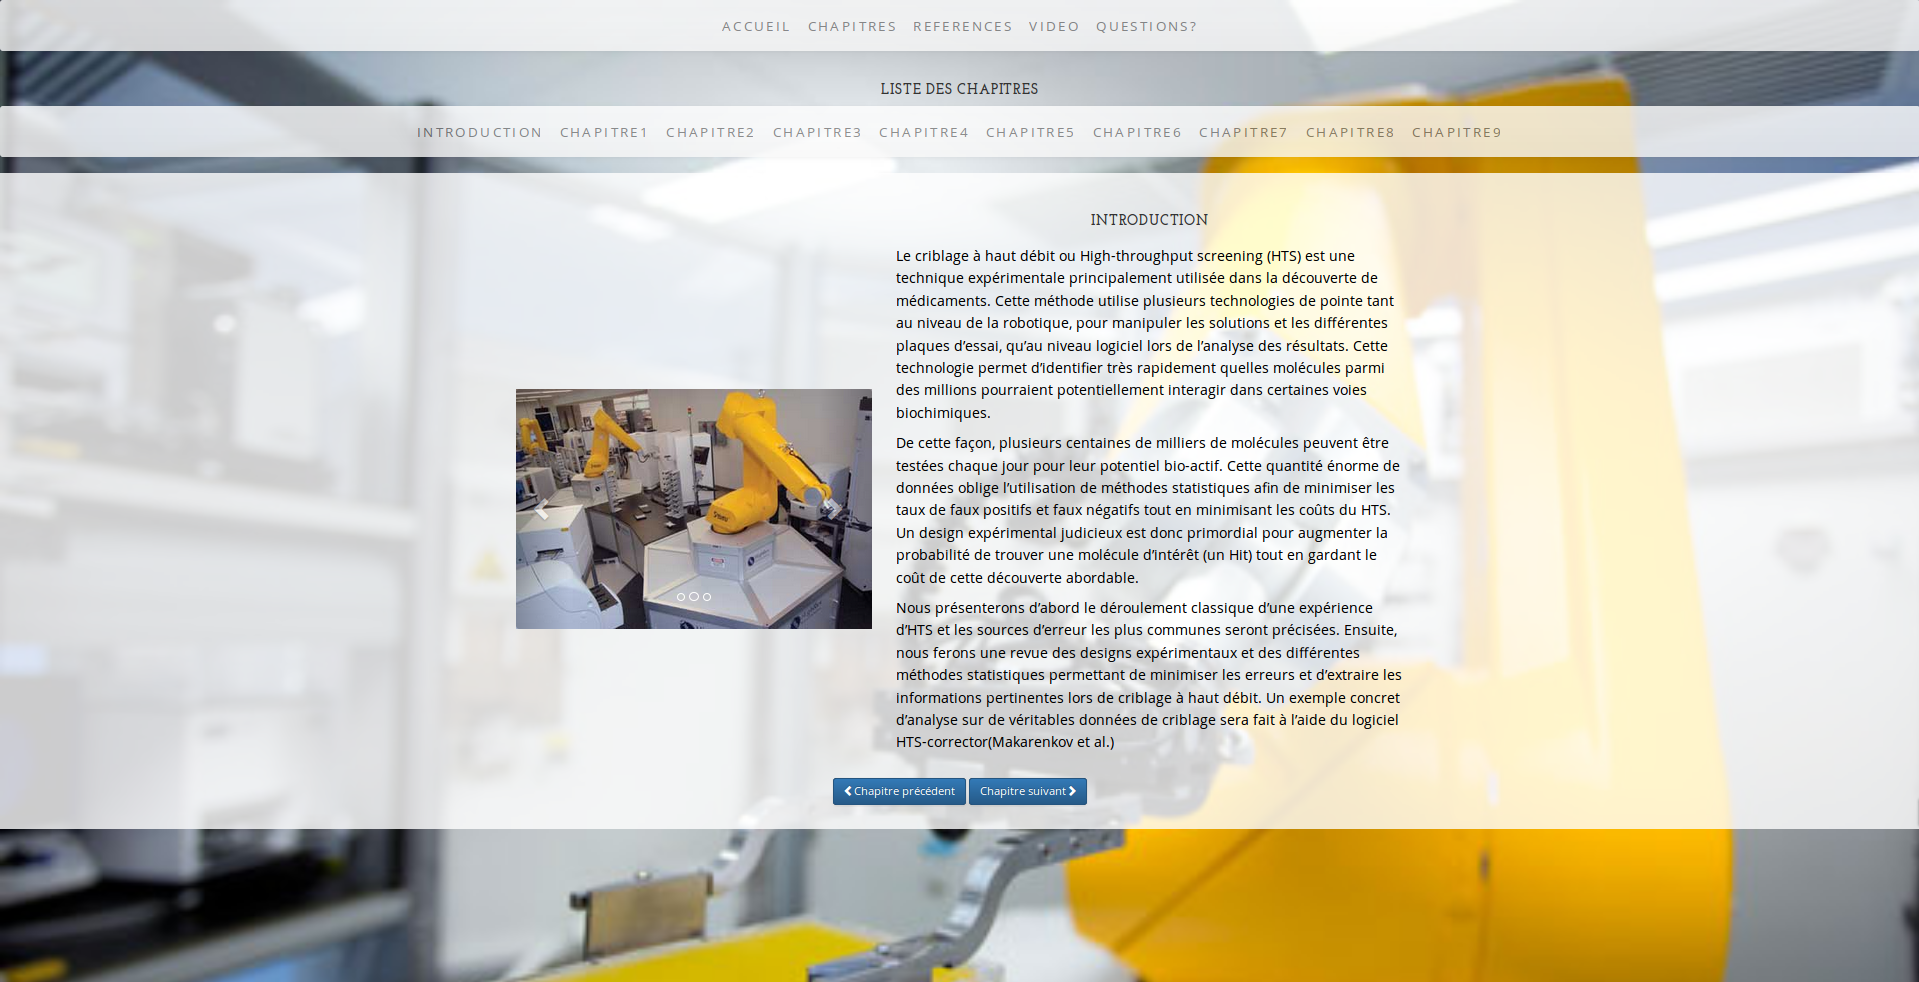 ACCUEIL CHAPITRES REFERENCES VIDEO QUESTIONS?
LISTE DES CHAPITRES
INTRODUCTION CHAPITRE1 CHAPITRE2 CHAPITRE3 CHAPITRE4 CHAPITRE5 CHAPITRE6 CHAPITRE7 CHAPITRE8 CHAPITRE9
INTRODUCTION
Le criblage à haut débit ou High-throughput screening (HTS) est une
technique expérimentale principalement utilisée dans la découverte de
médicaments. Cette méthode utilise plusieurs technologies de pointe tant
au niveau de la robotique, pour manipuler les solutions et les différentes
plaques d’essai, qu’au niveau logiciel lors de l’analyse des résultats. Cette
technologie permet d’identifier très rapidement quelles molécules parmi
des millions pourraient potentiellement interagir dans certaines voies
biochimiques.
De cette façon, plusieurs centaines de milliers de molécules peuvent être
testées chaque jour pour leur potentiel bio-actif. Cette quantité énorme de
données oblige l’utilisation de méthodes statistiques afin de minimiser les
taux de faux positifs et faux négatifs tout en minimisant les coûts du HTS.
Un design expérimental judicieux est donc primordial pour augmenter la
probabilité de trouver une molécule d’intérêt (un Hit) tout en gardant le
coût de cette découverte abordable.
Nous présenterons d’abord le déroulement classique d’une expérience
d’HTS et les sources d’erreur les plus communes seront précisées. Ensuite,
nous ferons une revue des designs expérimentaux et des différentes
méthodes statistiques permettant de minimiser les erreurs et d’extraire les
informations pertinentes lors de criblage à haut débit. Un exemple concret
d’analyse sur de véritables données de criblage sera fait à l’aide du logiciel
HTS-corrector(Makarenkov et al.)
Chapitre précédent Chapitre suivant